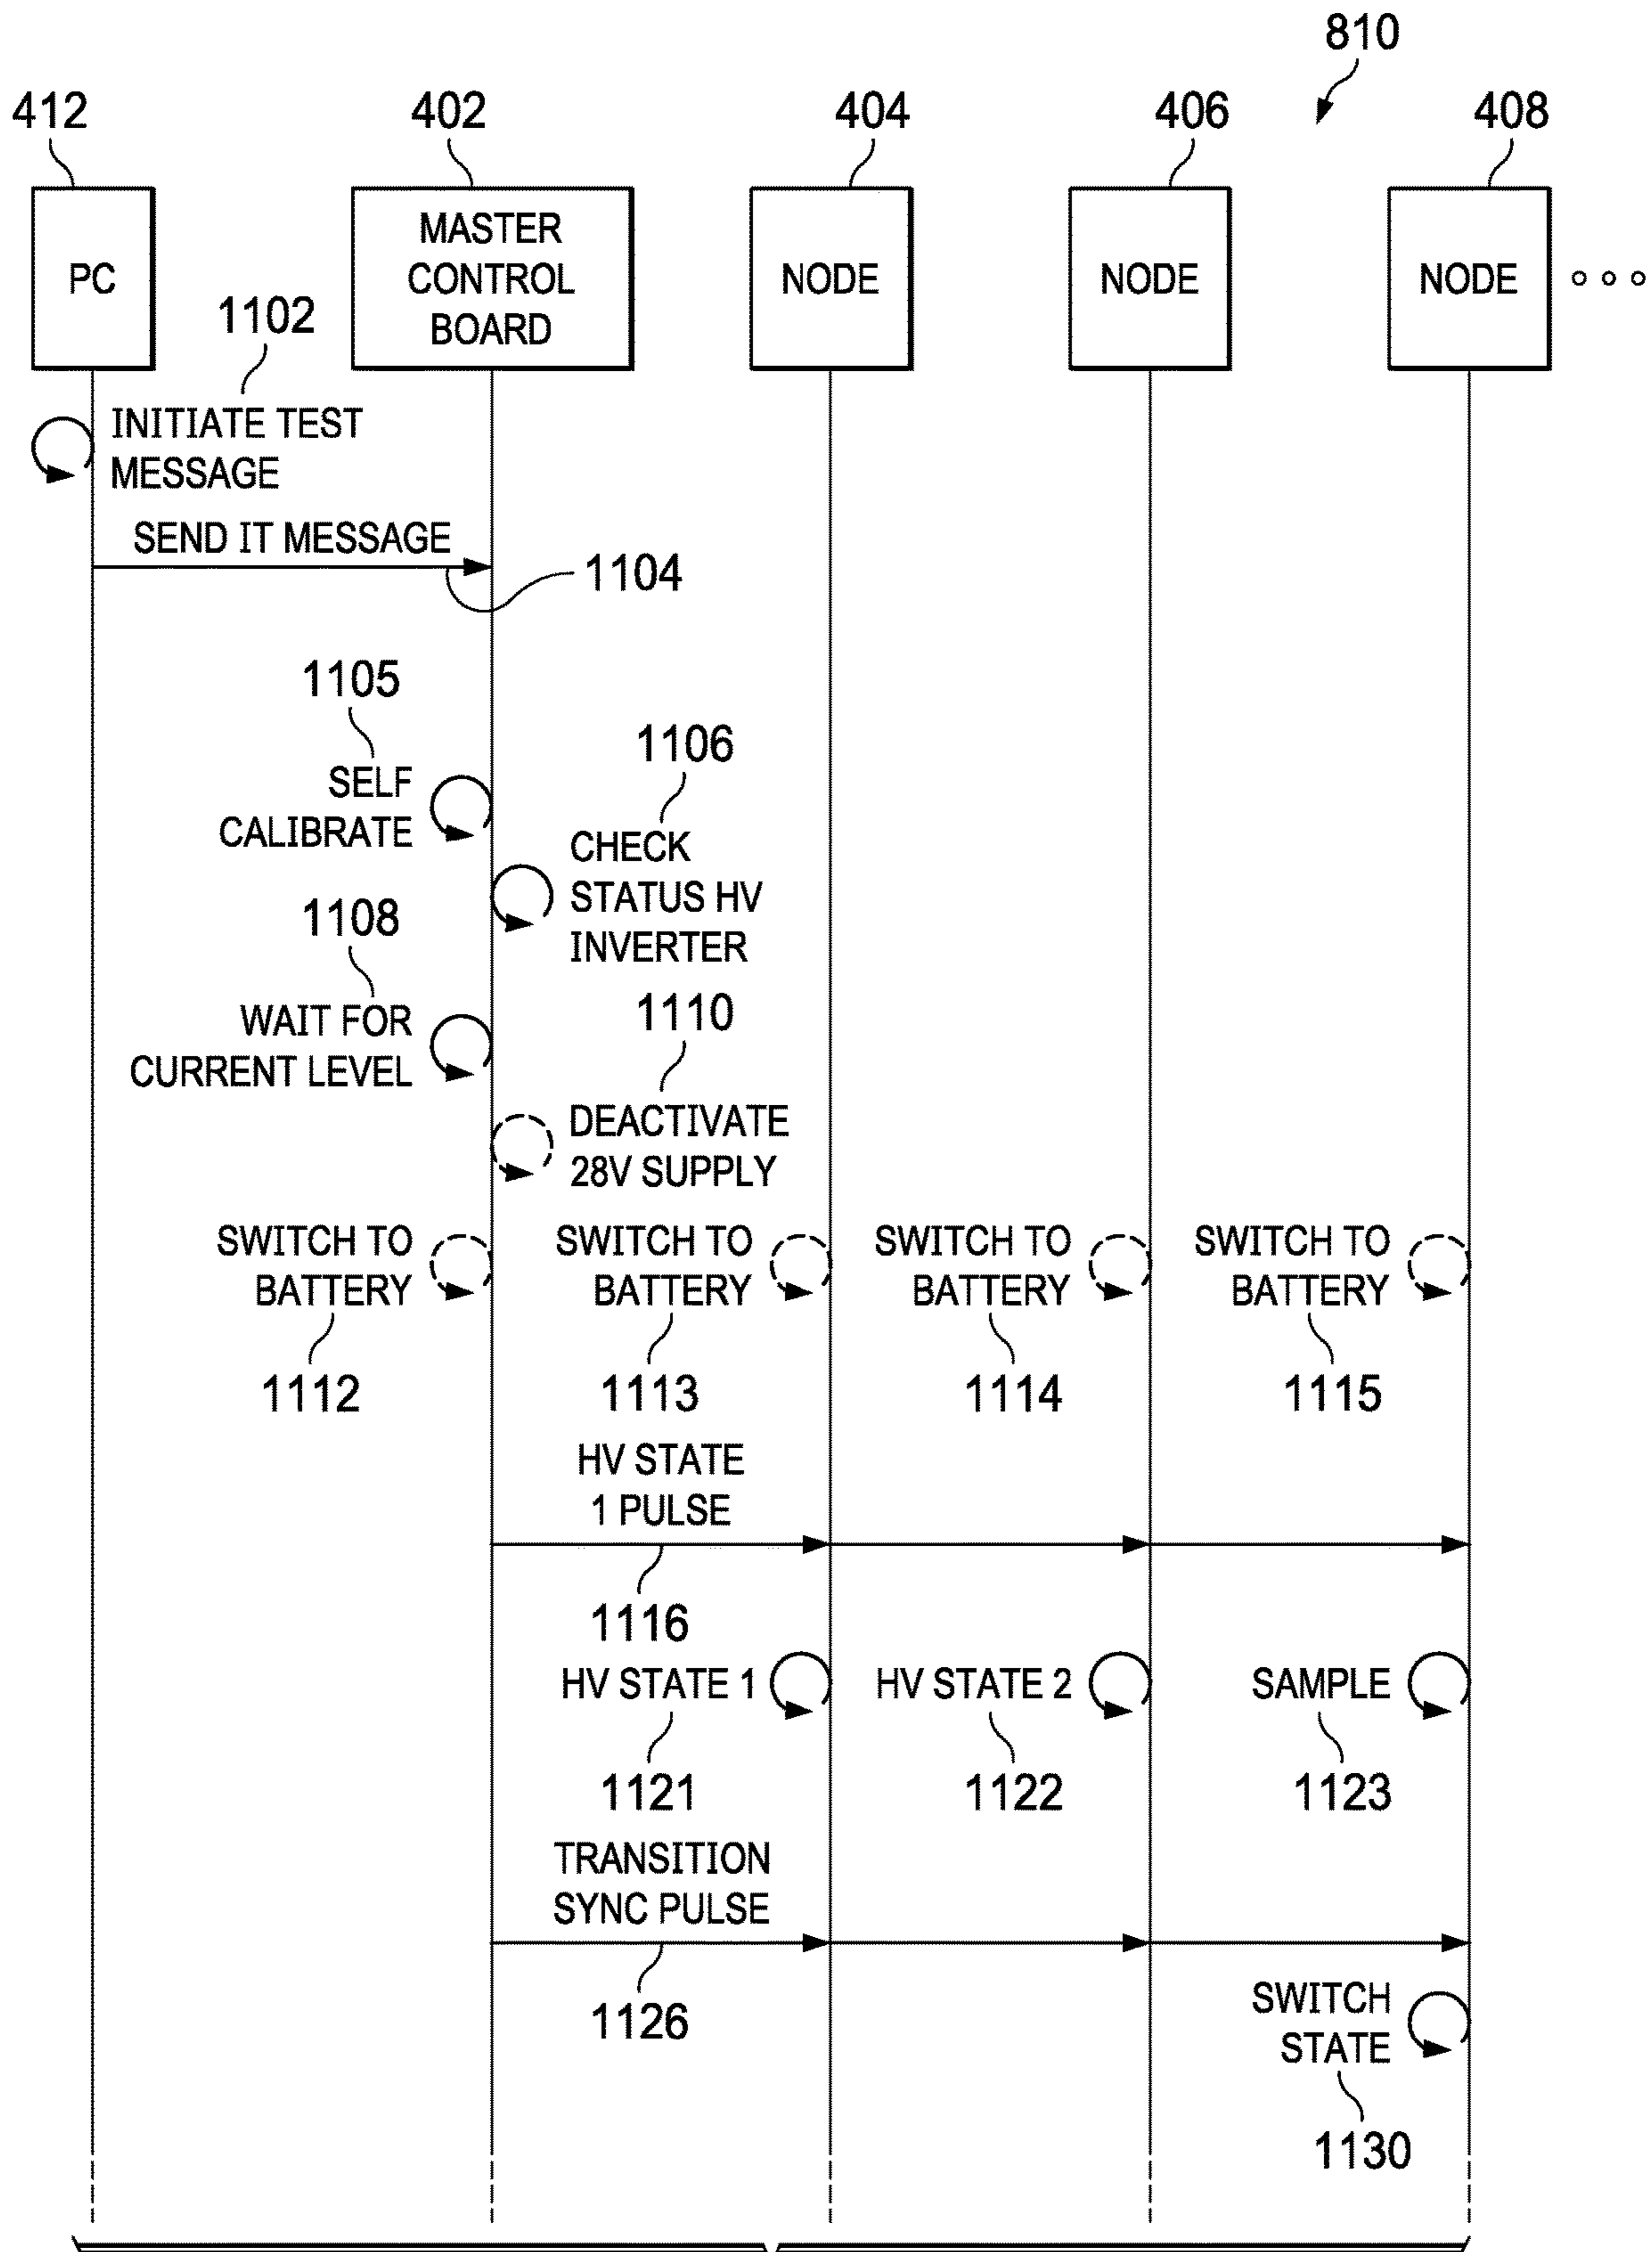 810
412
402
404
406
408
PC
MASTER
CONTROL
BOARD
NODE
NODE
NODE
1102
INITIATE TEST
MESSAGE
SEND IT MESSAGE
1104
1105
SELF
CALIBRATE
1106
CHECK
STATUS HV
INVERTER
1108
WAIT FOR
CURRENT LEVEL
1110
DEACTIVATE
28V SUPPLY
SWITCH TO
BATTERY
1112
SWITCH TO
BATTERY
1113
SWITCH TO
BATTERY
1114
SWITCH TO
BATTERY
1115
HV STATE
1 PULSE
1116
HV STATE 1
1121
HV STATE 2
1122
SAMPLE
1123
TRANSITION
SYNC PULSE
1126
SWITCH
STATE
1130